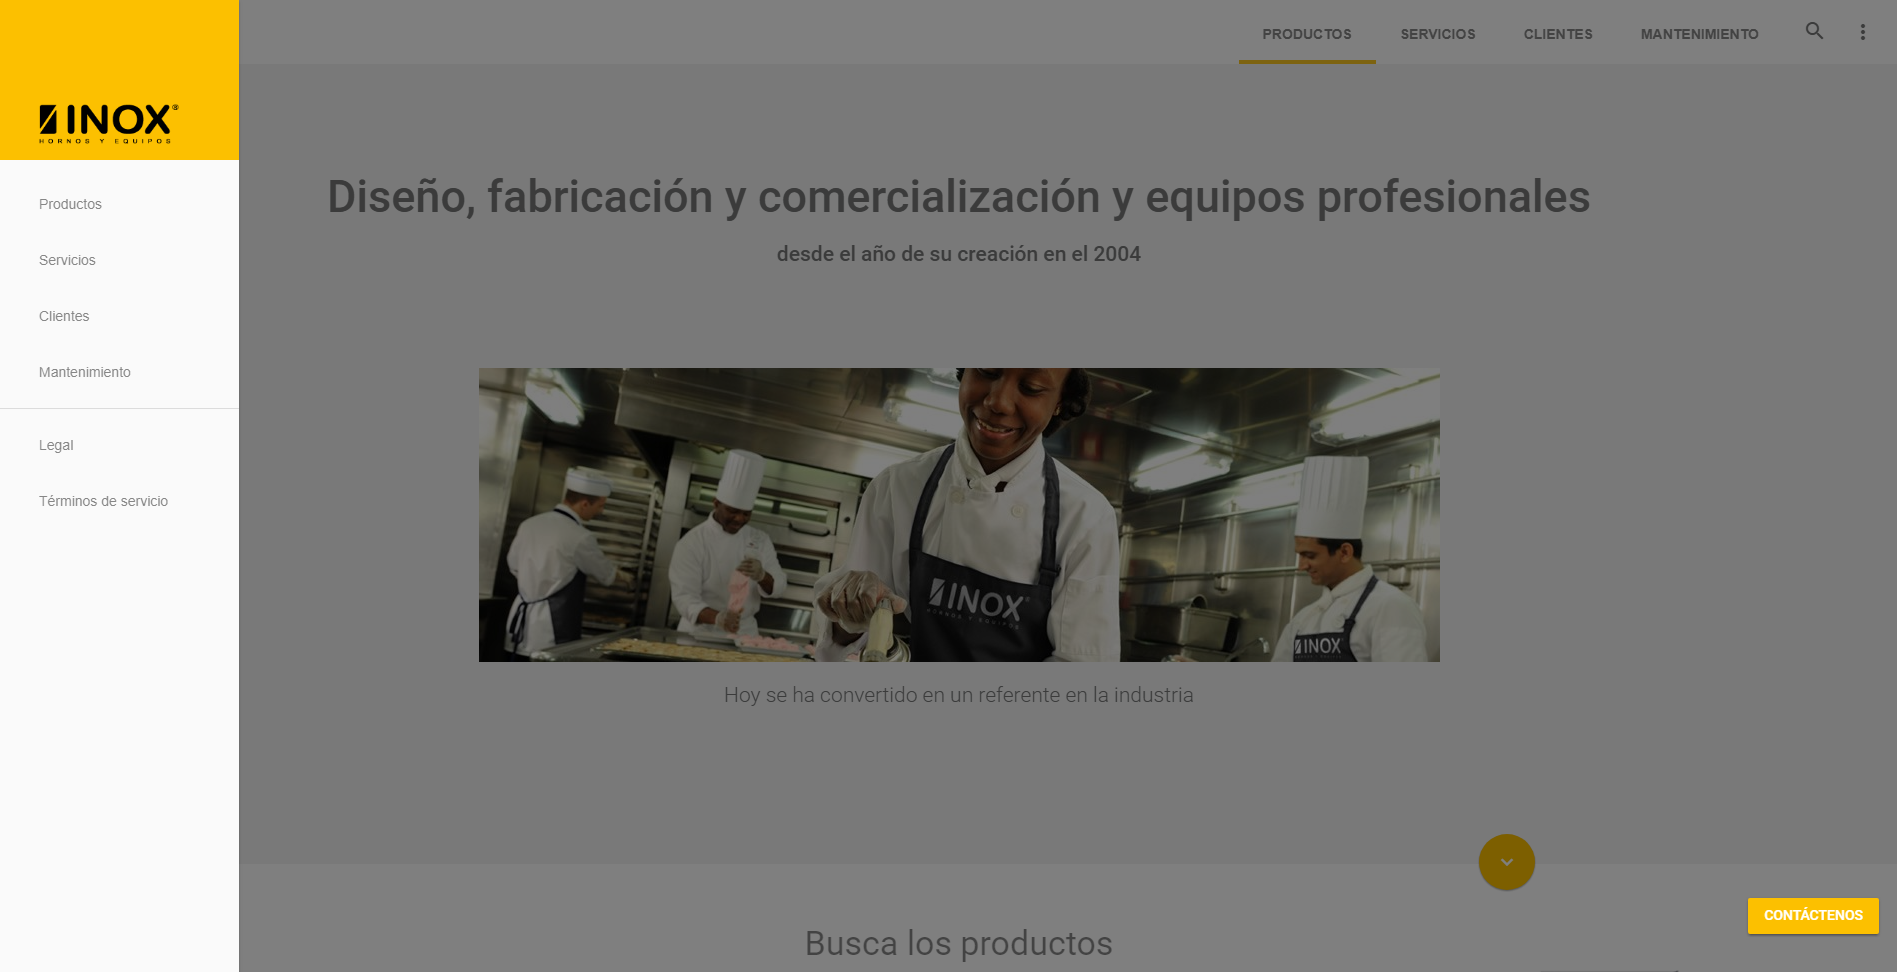 INOX®
HORNOS Y EQUIPOS
Productos
Servicios
Clientes
Mantenimiento
Legal
Términos de servicio
PRODUCTOS SERVICIOS CLIENTES MANTENIMIENTO
Diseño, fabricación y comercialización y equipos profesionales
desde el año de su creación en el 2004
INOX®
HORNOS Y EQUIPOS
INOX
Hoy se ha convertido en un referente en la industria
CONTÁCTENOS
Busca los productos